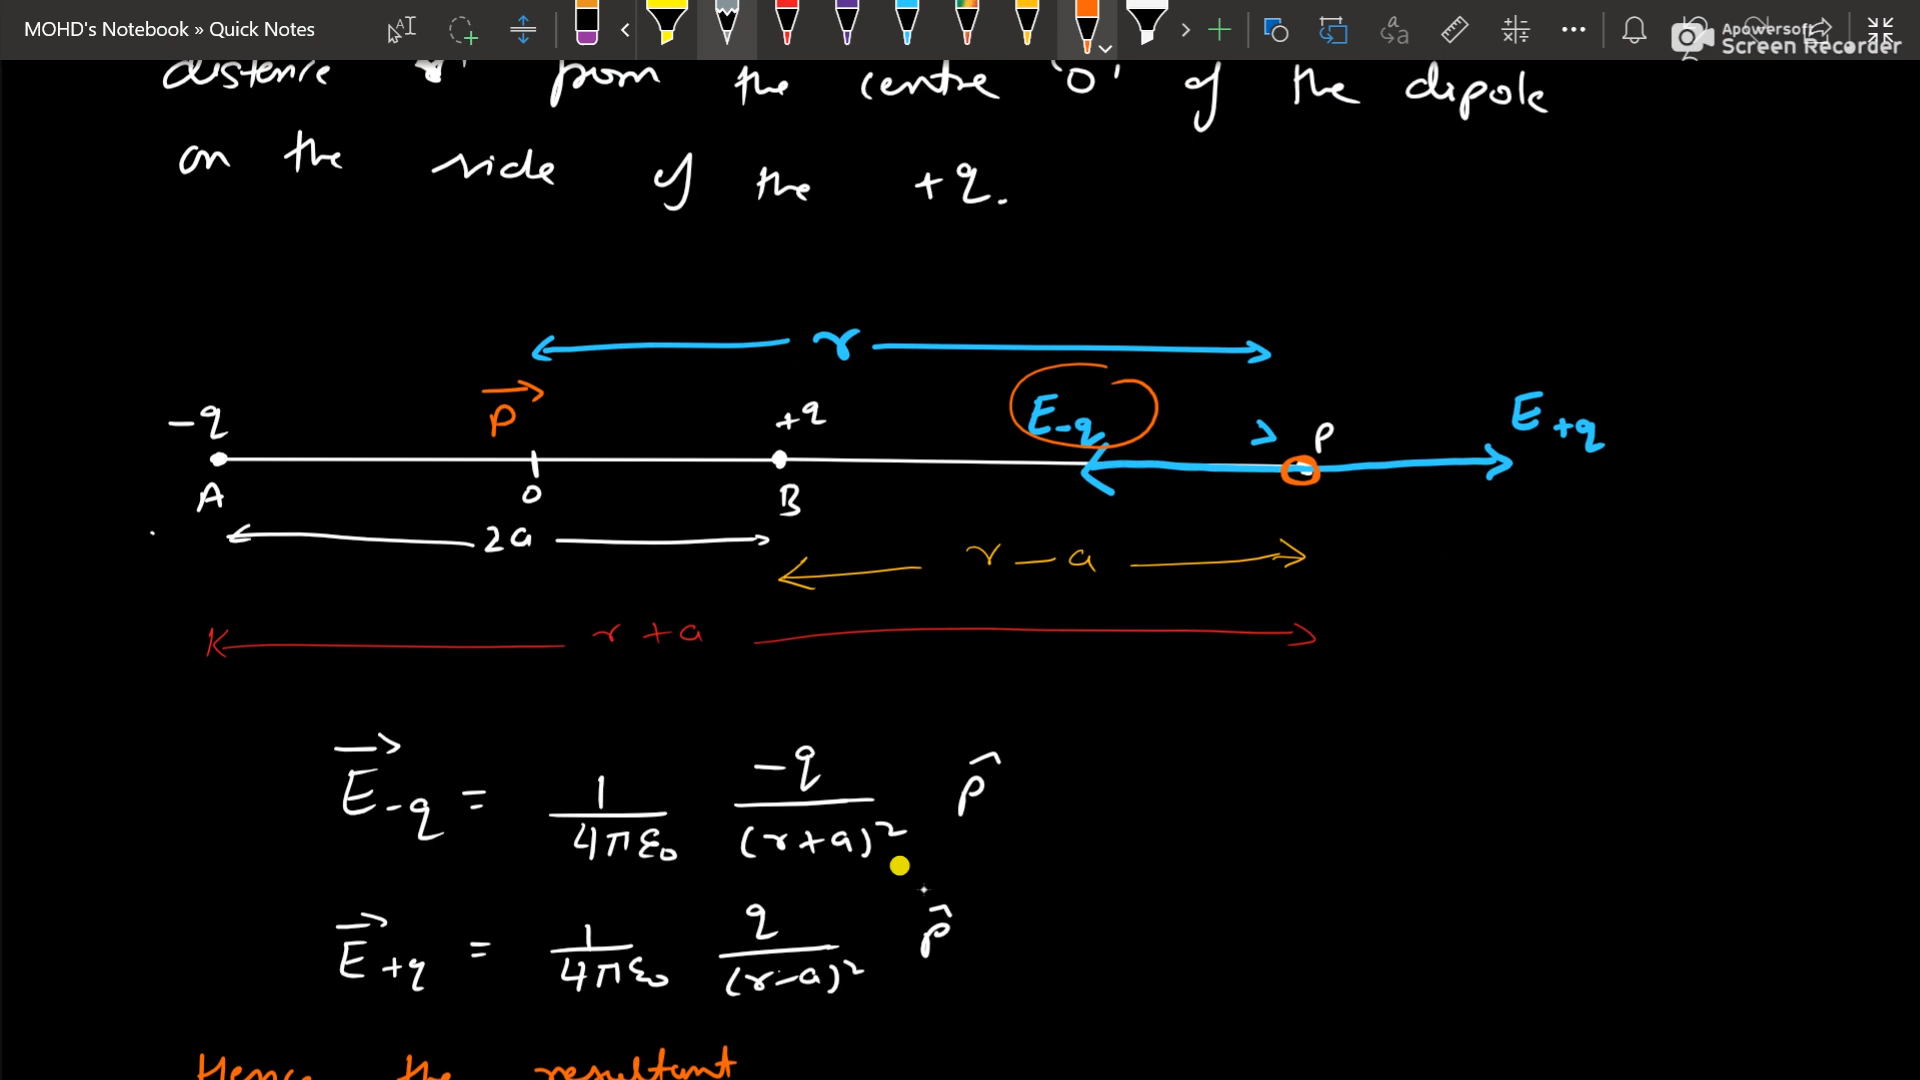 MOHD's Notebook » Quick Notes
Apowersoft
Screen Recorder
distence 'r' from the centre 'O' of the dipole
on the side of the +q.
r
P⃗
-q +q E-q P E+q
A O B
2a
r - a
r + a
E⃗-q = 1/4πε₀ -q/(r+a)² p̂
E⃗+q = 1/4πε₀ q/(r-a)² p̂
Hence the resultant